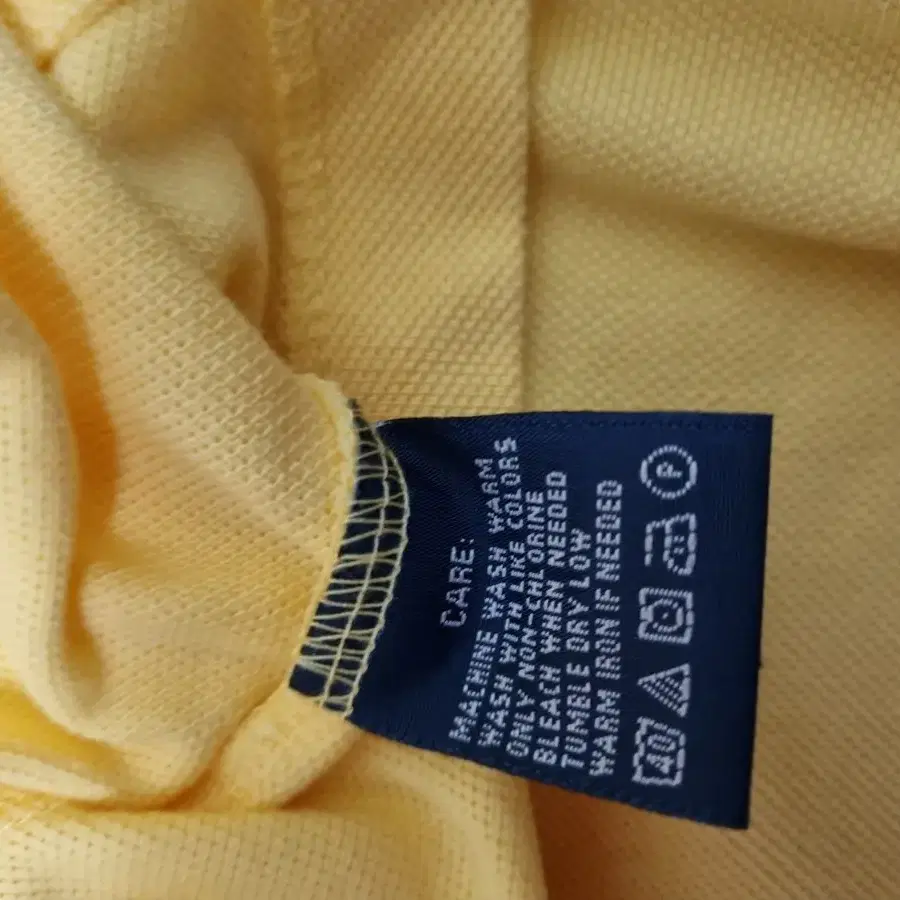 CARE:
MACHINE WASH WARM
WASH WITH LIKE COLORS
ONLY NON-CHLORINE
BLEACH WHEN NEEDED
TUMBLE DRY LOW
WARM IRON IF NEEDED
40 P